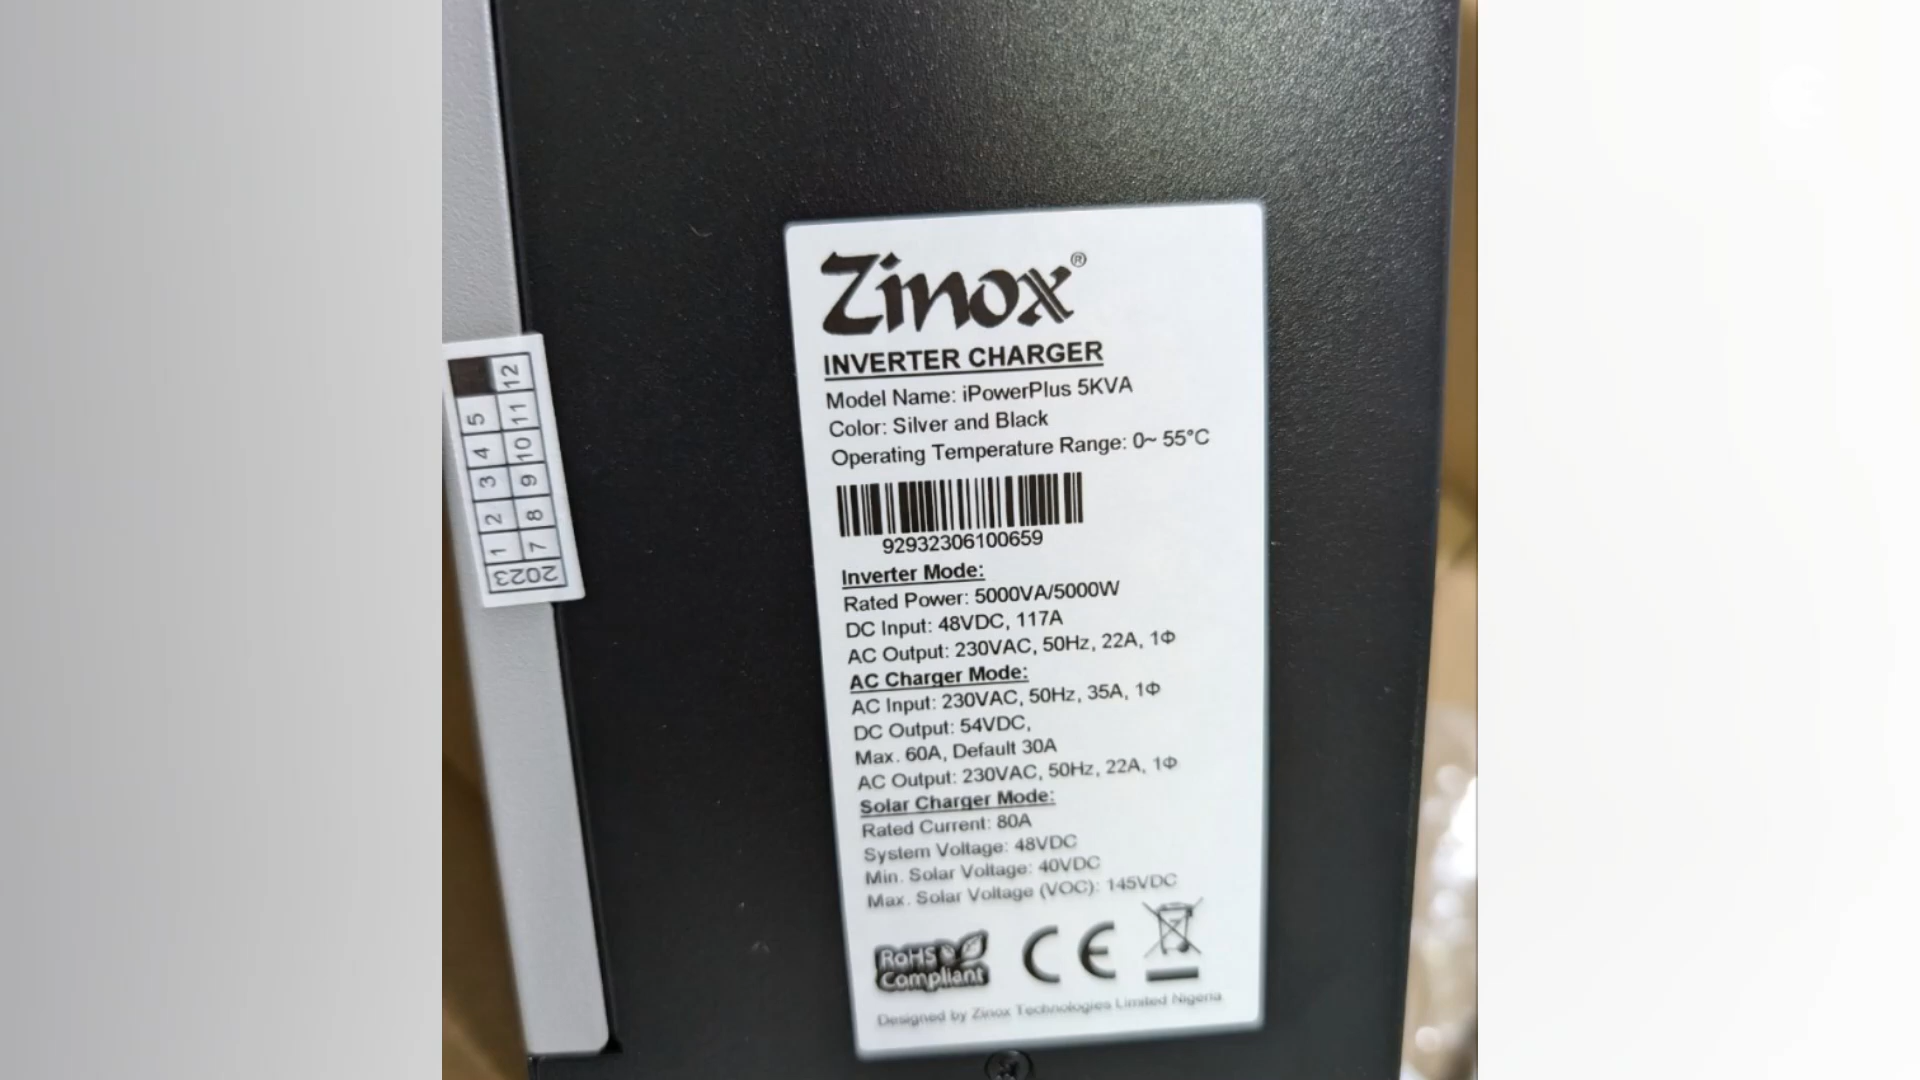 Zinox®
INVERTER CHARGER
Model Name: iPowerPlus 5KVA
Color: Silver and Black
Operating Temperature Range: 0~ 55°C
92932306100659
Inverter Mode:
Rated Power: 5000VA/5000W
DC Input: 48VDC, 117A
AC Output: 230VAC, 50Hz, 22A, 1Φ
AC Charger Mode:
AC Input: 230VAC, 50Hz, 35A, 1Φ
DC Output: 54VDC,
Max. 60A, Default 30A
AC Output: 230VAC, 50Hz, 22A, 1Φ
Solar Charger Mode:
Rated Current: 80A
System Voltage: 48VDC
Min. Solar Voltage: 40VDC
Max. Solar Voltage (VOC): 145VDC
RoHS
Compliant
CE
Designed by Zinox Technologies Limited Nigeria
2023
1 2 3 4 5
7 8 9 10 11 12